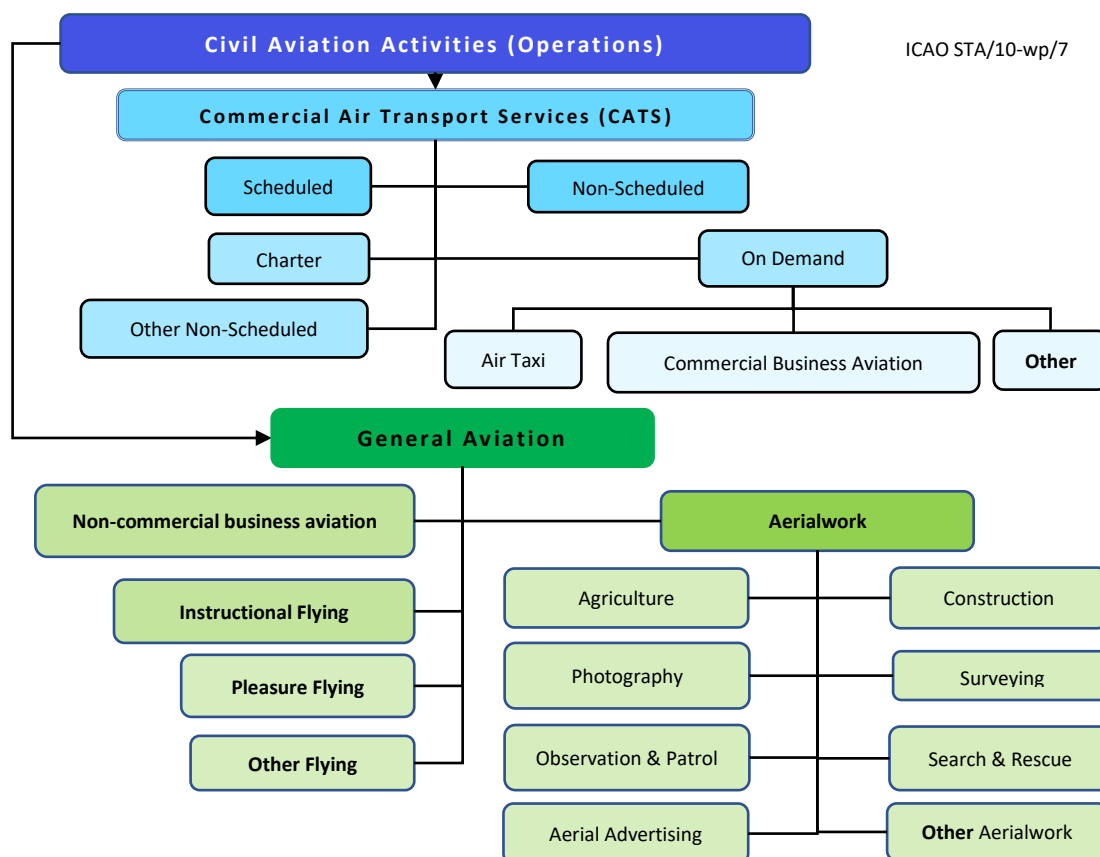 Civil Aviation Activities (Operations)
ICAO STA/10-wp/7
Commercial Air Transport Services (CATS)
Scheduled
Non-Scheduled
Charter
On Demand
Other Non-Scheduled
Air Taxi
Commercial Business Aviation
Other
General Aviation
Non-commercial business aviation
Aerialwork
Instructional Flying
Pleasure Flying
Other Flying
Agriculture
Construction
Photography
Surveying
Observation & Patrol
Search & Rescue
Aerial Advertising
Other Aerialwork